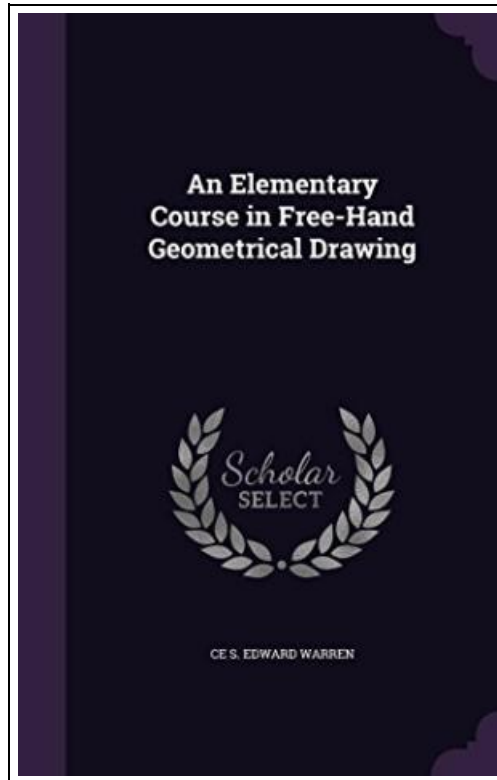 An Elementary
Course in Free-Hand
Geometrical Drawing
Scholar
SELECT
CE S. EDWARD WARREN